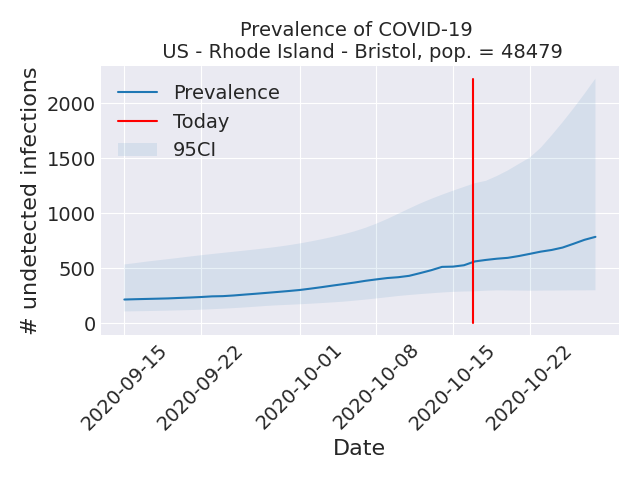 Prevalence of COVID-19
US - Rhode Island - Bristol, pop. = 48479
# undetected infections
2000
1500
1000
500
0
Prevalence
Today
95CI
2020-09-15
2020-09-22
2020-10-01
2020-10-08
2020-10-15
2020-10-22
Date